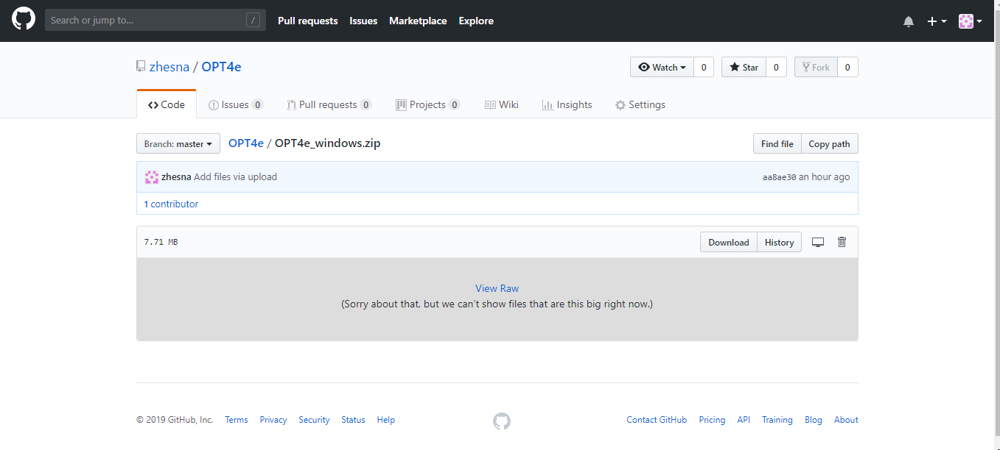 Search or jump to... / Pull requests Issues Marketplace Explore
zhesna / OPT4e Watch 0 Star 0 Fork 0
Code Issues 0 Pull requests 0 Projects 0 Wiki Insights Settings
Branch: master OPT4e / OPT4e_windows.zip Find file Copy path
zhesna Add files via upload aa8ae30 an hour ago
1 contributor
7.71 MB Download History
View Raw
(Sorry about that, but we can’t show files that are this big right now.)
© 2019 GitHub, Inc. Terms Privacy Security Status Help Contact GitHub Pricing API Training Blog About